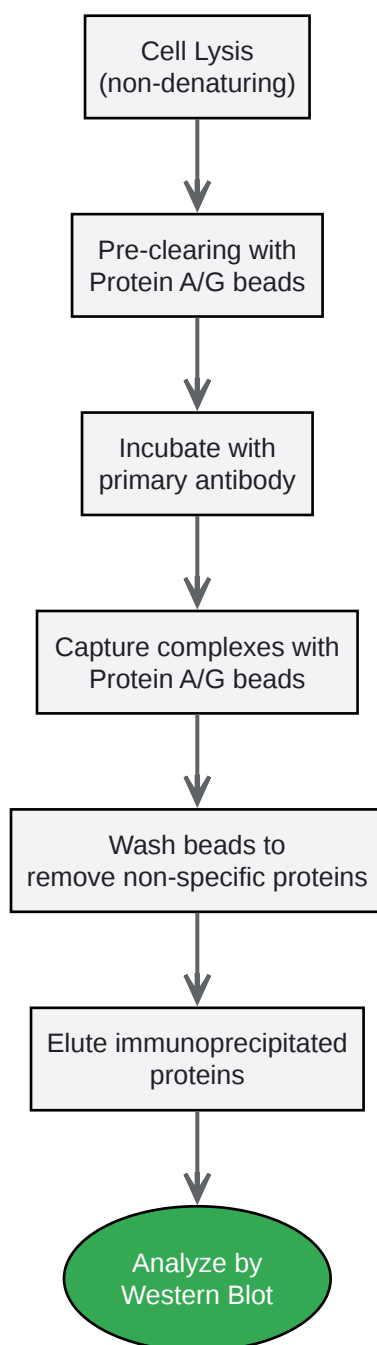 Cell Lysis
(non-denaturing)
Pre-clearing with
Protein A/G beads
Incubate with
primary antibody
Capture complexes with
Protein A/G beads
Wash beads to
remove non-specific proteins
Elute immunoprecipitated
proteins
Analyze by
Western Blot